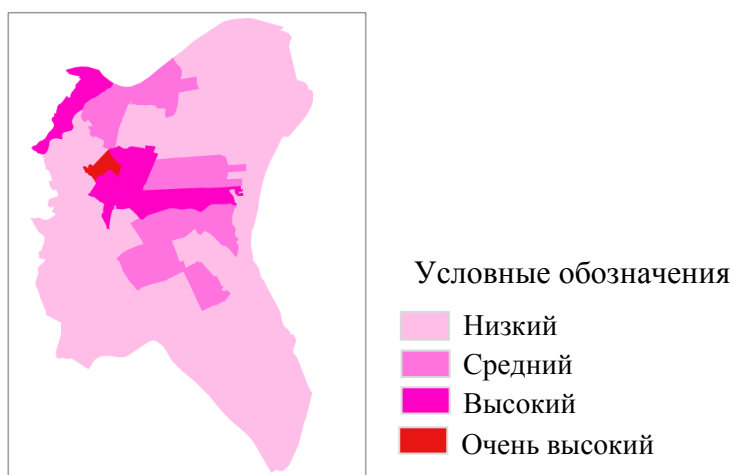 Условные обозначения
Низкий
Средний
Высокий
Очень высокий